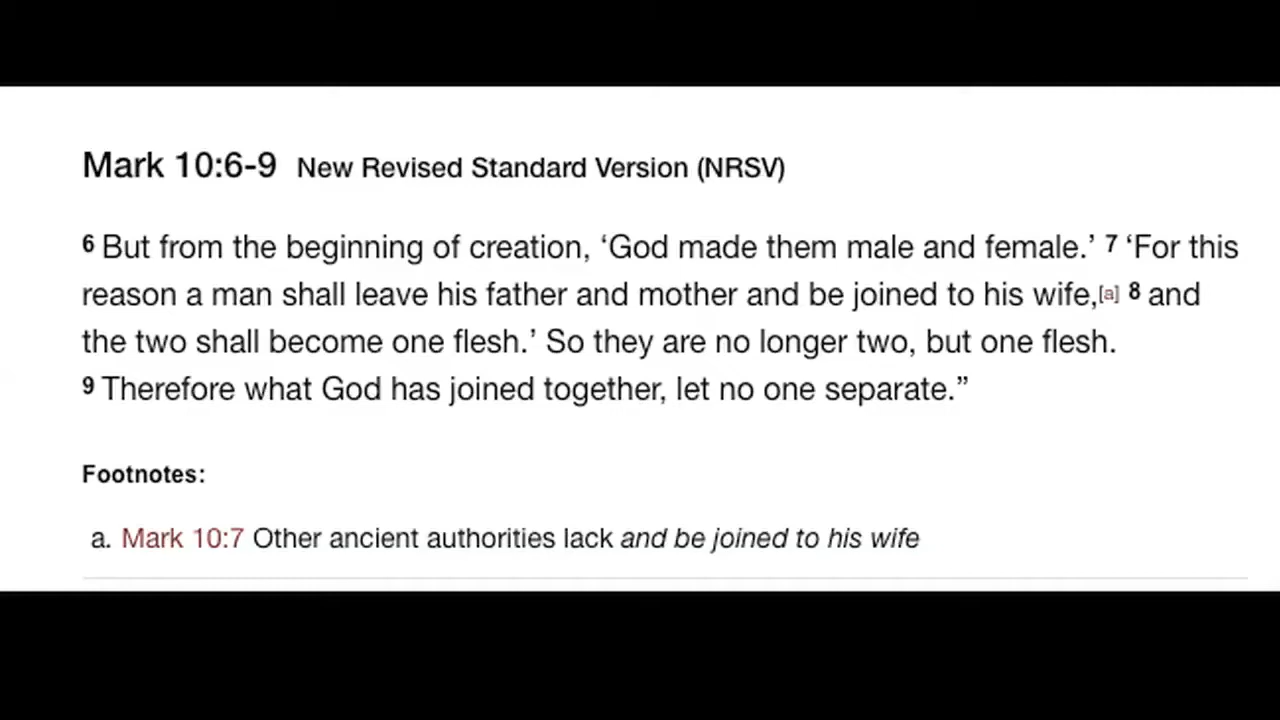 Mark 10:6-9 New Revised Standard Version (NRSV)
6 But from the beginning of creation, ‘God made them male and female.’ 7 ‘For this
reason a man shall leave his father and mother and be joined to his wife,[a] 8 and
the two shall become one flesh.’ So they are no longer two, but one flesh.
9 Therefore what God has joined together, let no one separate.”
Footnotes:
a. Mark 10:7 Other ancient authorities lack and be joined to his wife